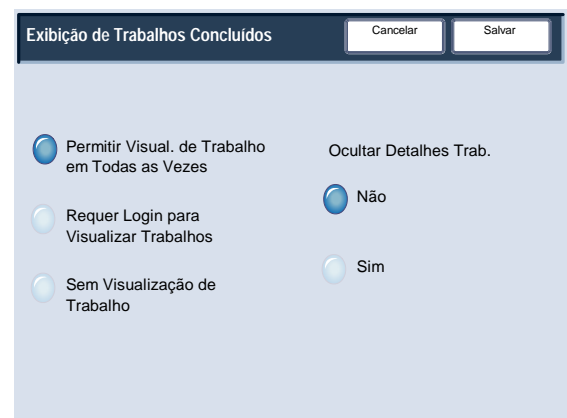 Exibição de Trabalhos Concluídos
Cancelar
Salvar
Permitir Visual. de Trabalho
em Todas as Vezes
Requer Login para
Visualizar Trabalhos
Sem Visualização de
Trabalho
Ocultar Detalhes Trab.
Não
Sim